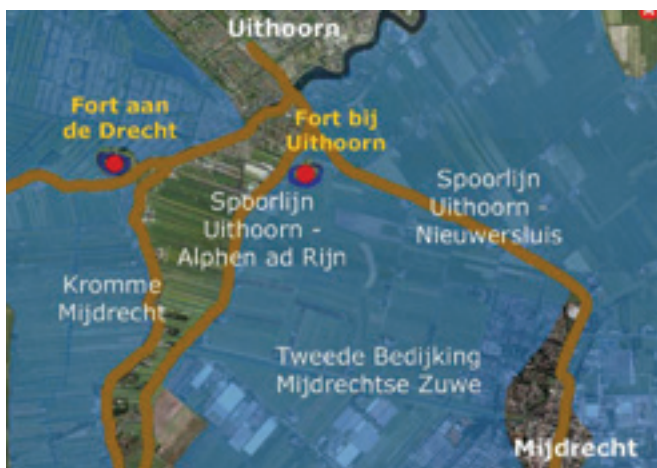 Uithoorn
Fort aan
de Drecht
Fort bij
Uithoorn
Spoorlijn
Uithoorn -
Nieuwersluis
Spoorlijn
Uithoorn -
Alphen ad Rijn
Kromme
Mijdrecht
Tweede Bedijking
Mijdrechtse Zuwe
Mijdrecht